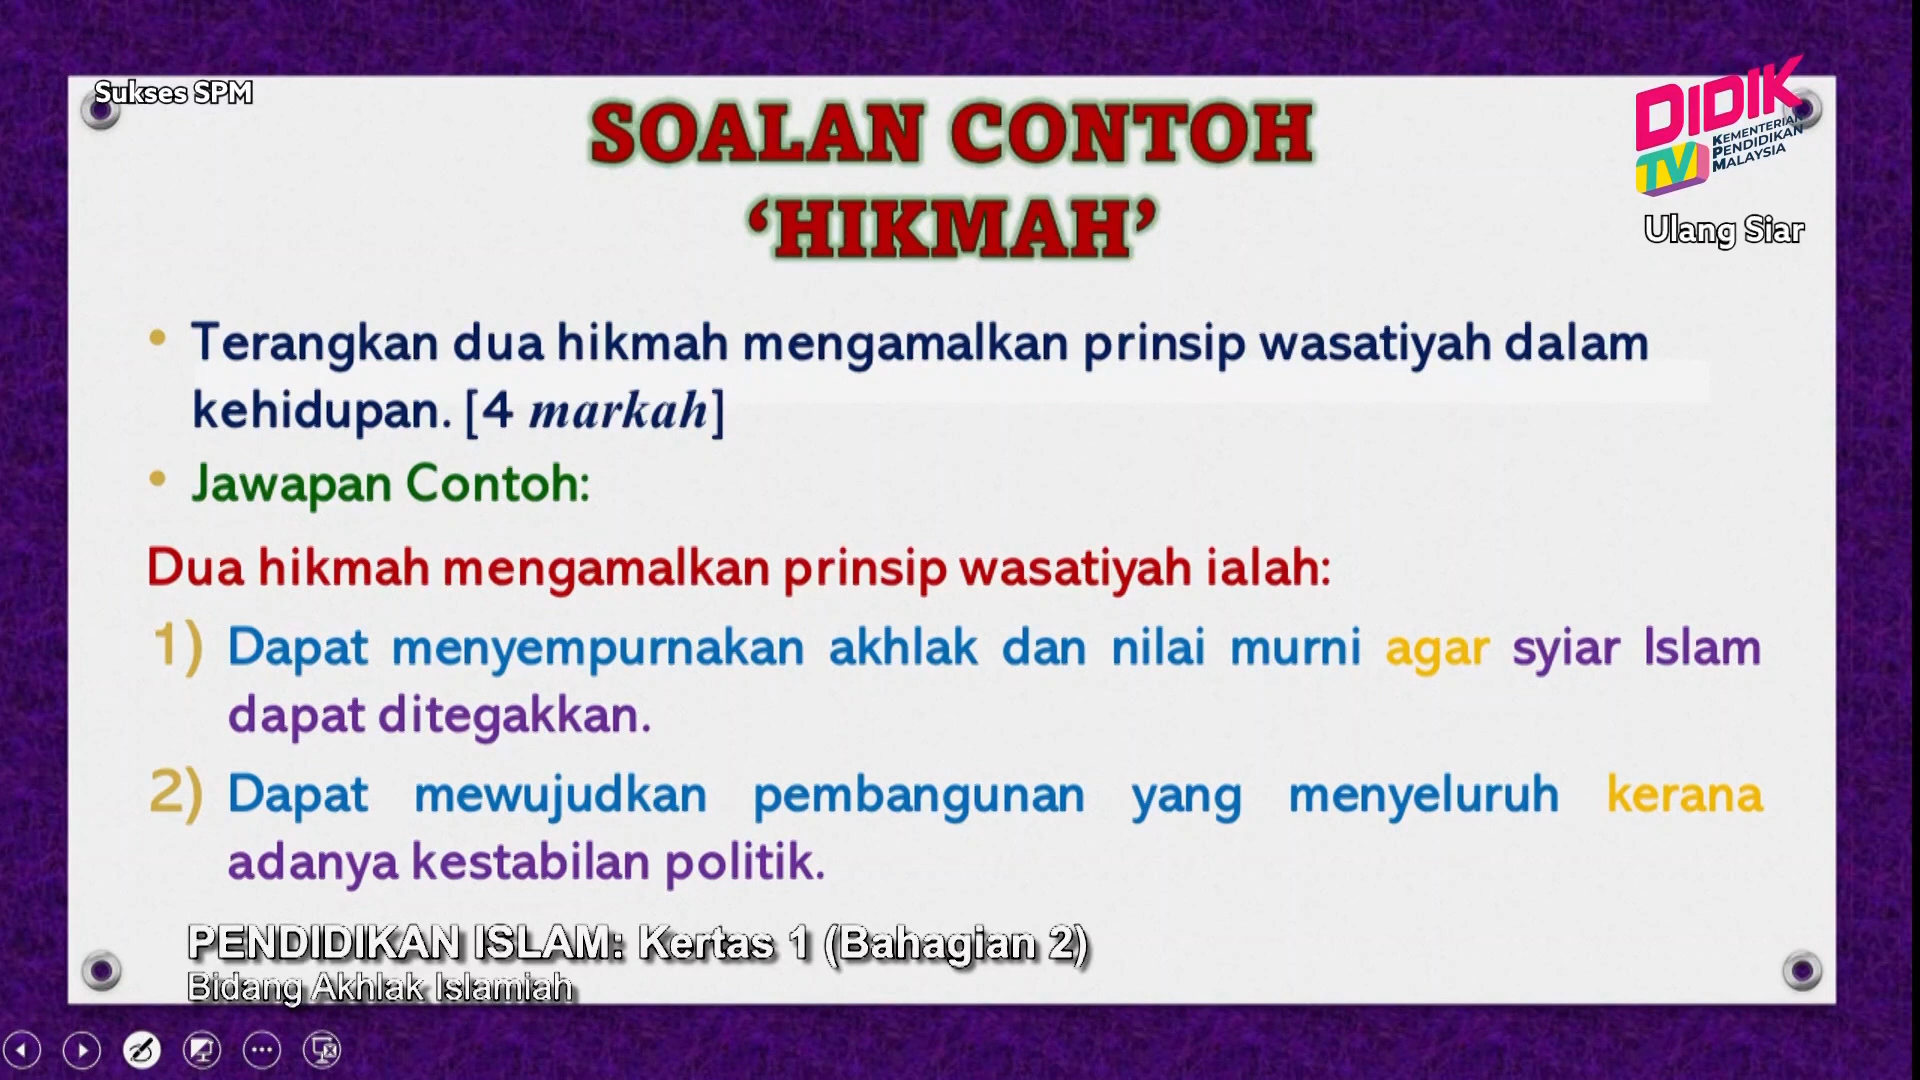 Sukses SPM
SOALAN CONTOH
‘HIKMAH’
DIDIK
TV
KEMENTERIAN
PENDIDIKAN
MALAYSIA
Ulang Siar
• Terangkan dua hikmah mengamalkan prinsip wasatiyah dalam
kehidupan. [4 markah]
• Jawapan Contoh:
Dua hikmah mengamalkan prinsip wasatiyah ialah:
1) Dapat menyempurnakan akhlak dan nilai murni agar syiar Islam
dapat ditegakkan.
2) Dapat mewujudkan pembangunan yang menyeluruh kerana
adanya kestabilan politik.
PENDIDIKAN ISLAM: Kertas 1 (Bahagian 2)
Bidang Akhlak Islamiah